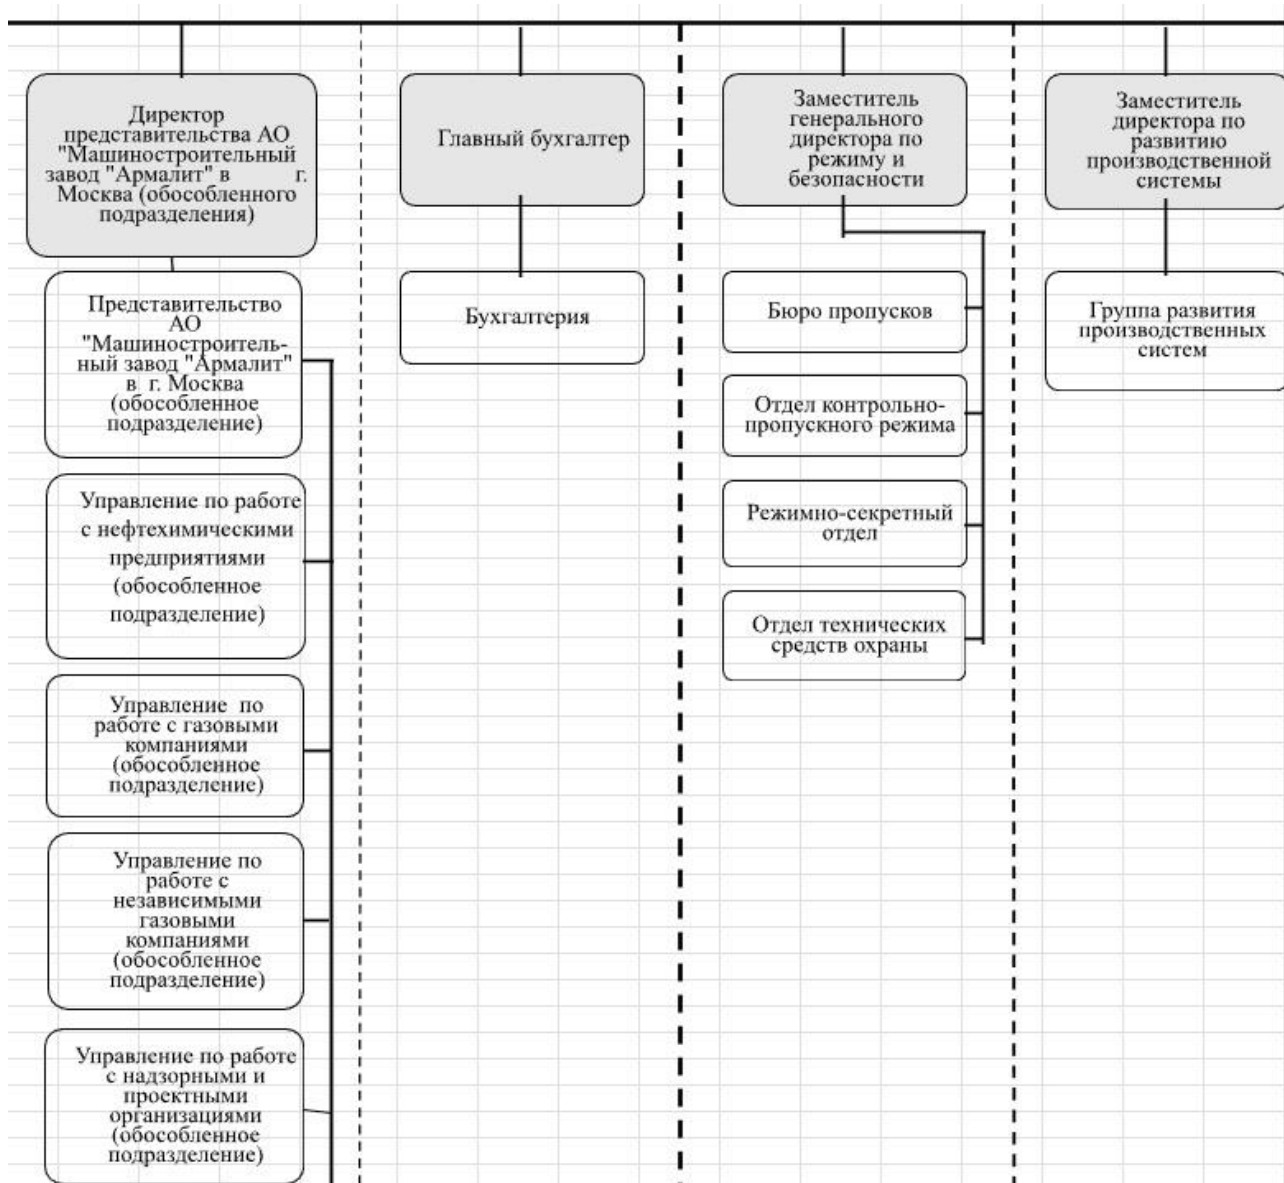 Директор
представительства АО
"Машиностроительный
завод "Армалит" в г.
Москва (обособленного
подразделения)
Представительство
АО
"Машиностроитель-
ный завод "Армалит"
в г. Москва
(обособленное
подразделение)
Управление по работе
с нефтехимическими
предприятиями
(обособленное
подразделение)
Управление по
работе с газовыми
компаниями
(обособленное
подразделение)
Управление по
работе с
независимыми
газовыми
компаниями
(обособленное
подразделение)
Управление по работе
с надзорными и
проектными
организациями
(обособленное
подразделение)
Главный бухгалтер
Бухгалтерия
Заместитель
генерального
директора по
режиму и
безопасности
Бюро пропусков
Отдел контрольно-
пропускного режима
Режимно-секретный
отдел
Отдел технических
средств охраны
Заместитель
директора по
развитию
производственной
системы
Группа развития
производственных
систем